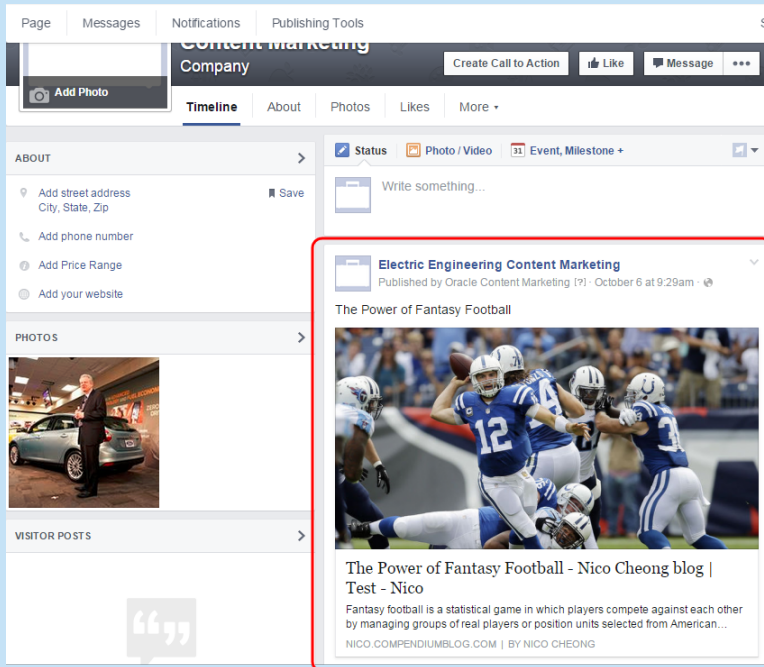 Page Messages Notifications Publishing Tools
Content Marketing
Company
Create Call to Action Like Message
Add Photo
Timeline About Photos Likes More
ABOUT
Add street address
City, State, Zip
Save
Add phone number
Add Price Range
Add your website
PHOTOS
VISITOR POSTS
Status Photo / Video 31 Event, Milestone +
Write something...
Electric Engineering Content Marketing
Published by Oracle Content Marketing [?] · October 6 at 9:29am ·
The Power of Fantasy Football
12
The Power of Fantasy Football - Nico Cheong blog |
Test - Nico
Fantasy football is a statistical game in which players compete against each other
by managing groups of real players or position units selected from American...
NICO.COMPENDIUMBLOG.COM | BY NICO CHEONG